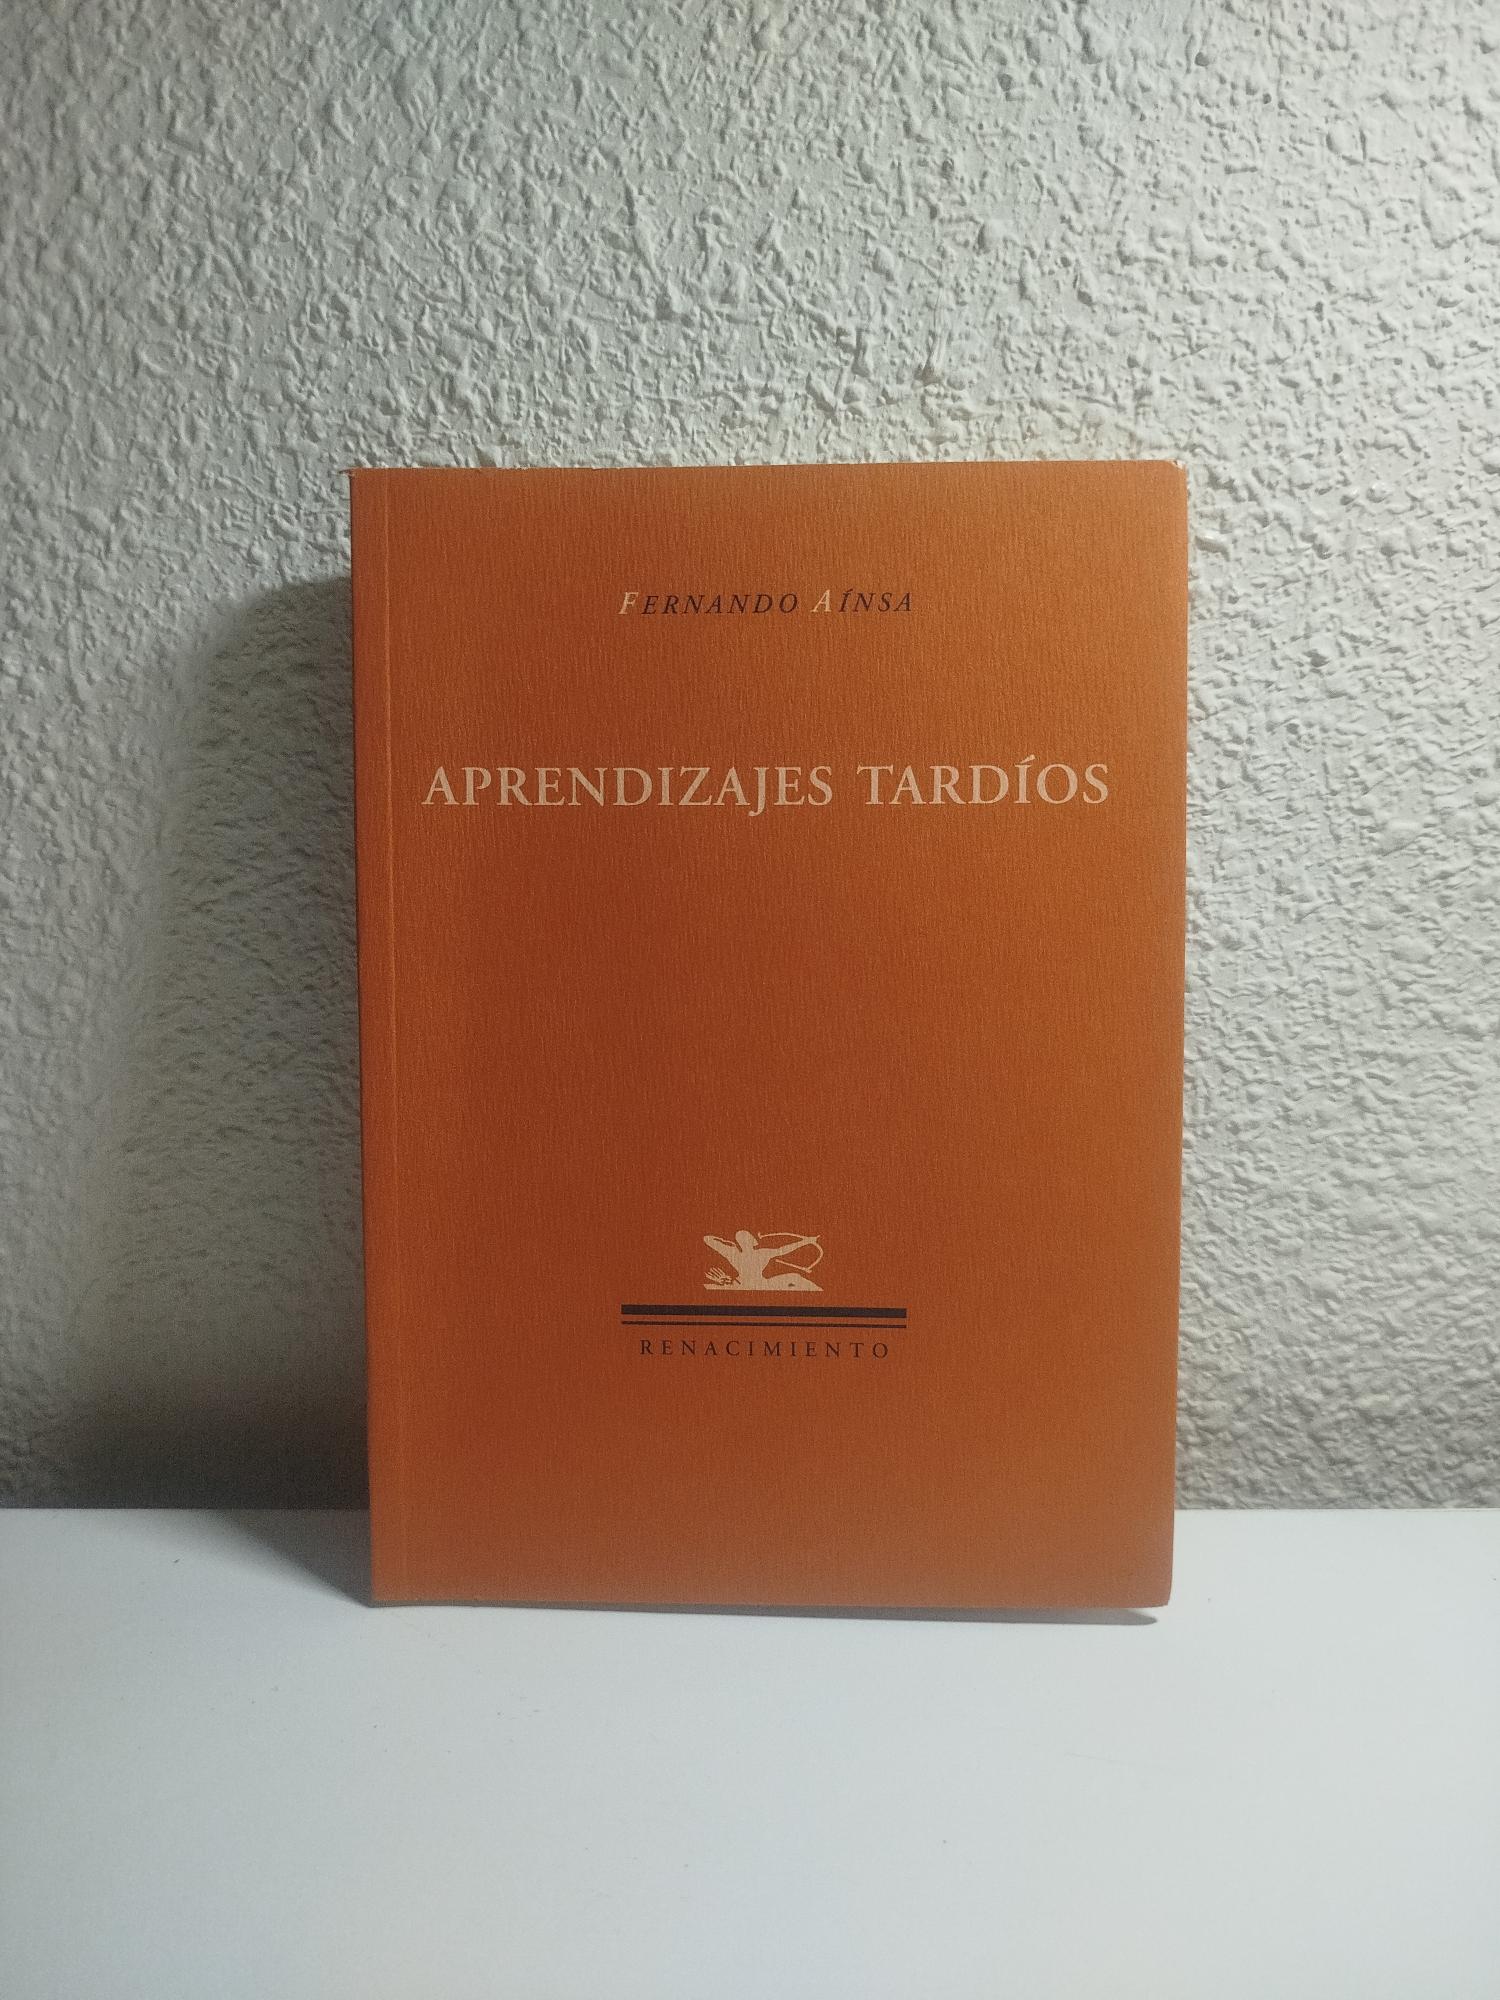 FERNANDO AÍNSA
APRENDIZAJES TARDÍOS
RENACIMIENTO